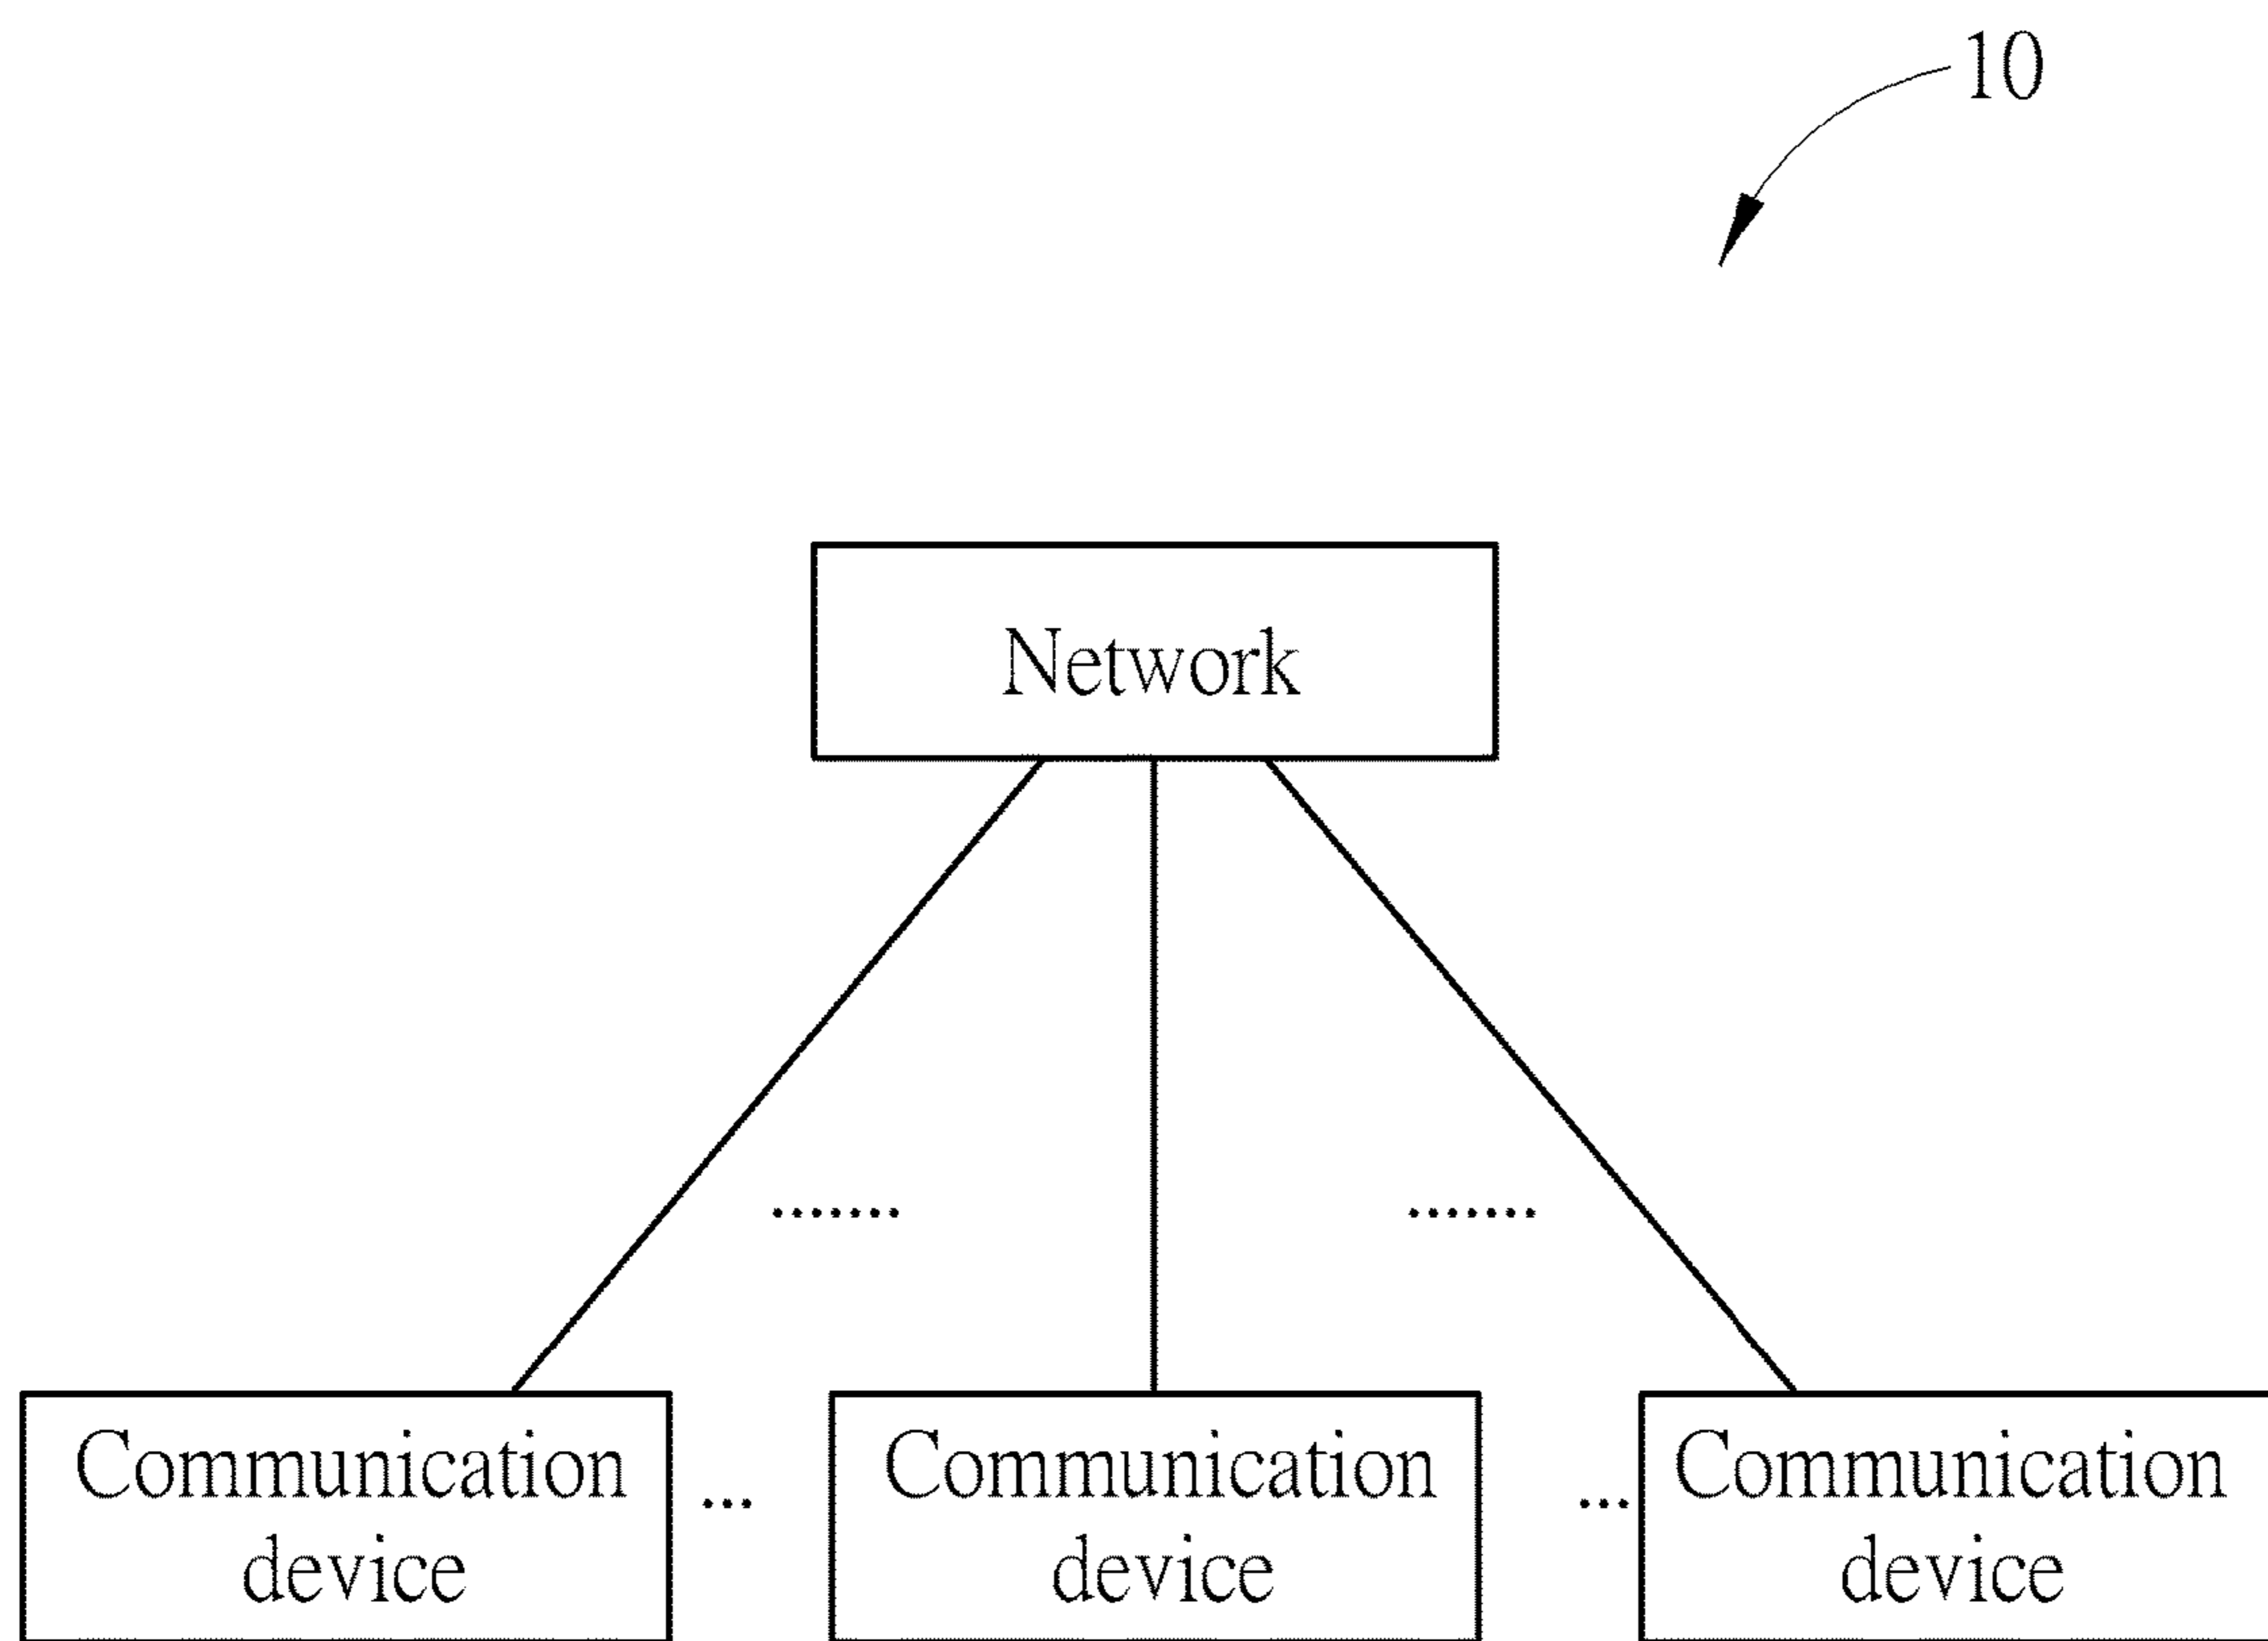 10
Network
....... .......
Communication
device
...
Communication
device
...
Communication
device